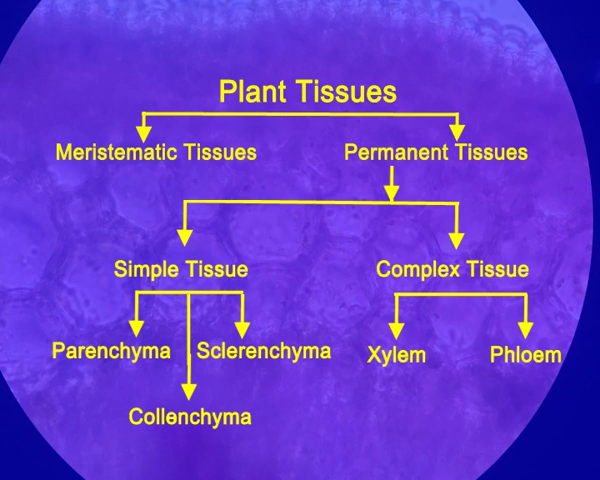 Plant Tissues
Meristematic Tissues
Permanent Tissues
Simple Tissue
Complex Tissue
Parenchyma
Sclerenchyma
Xylem
Phloem
Collenchyma